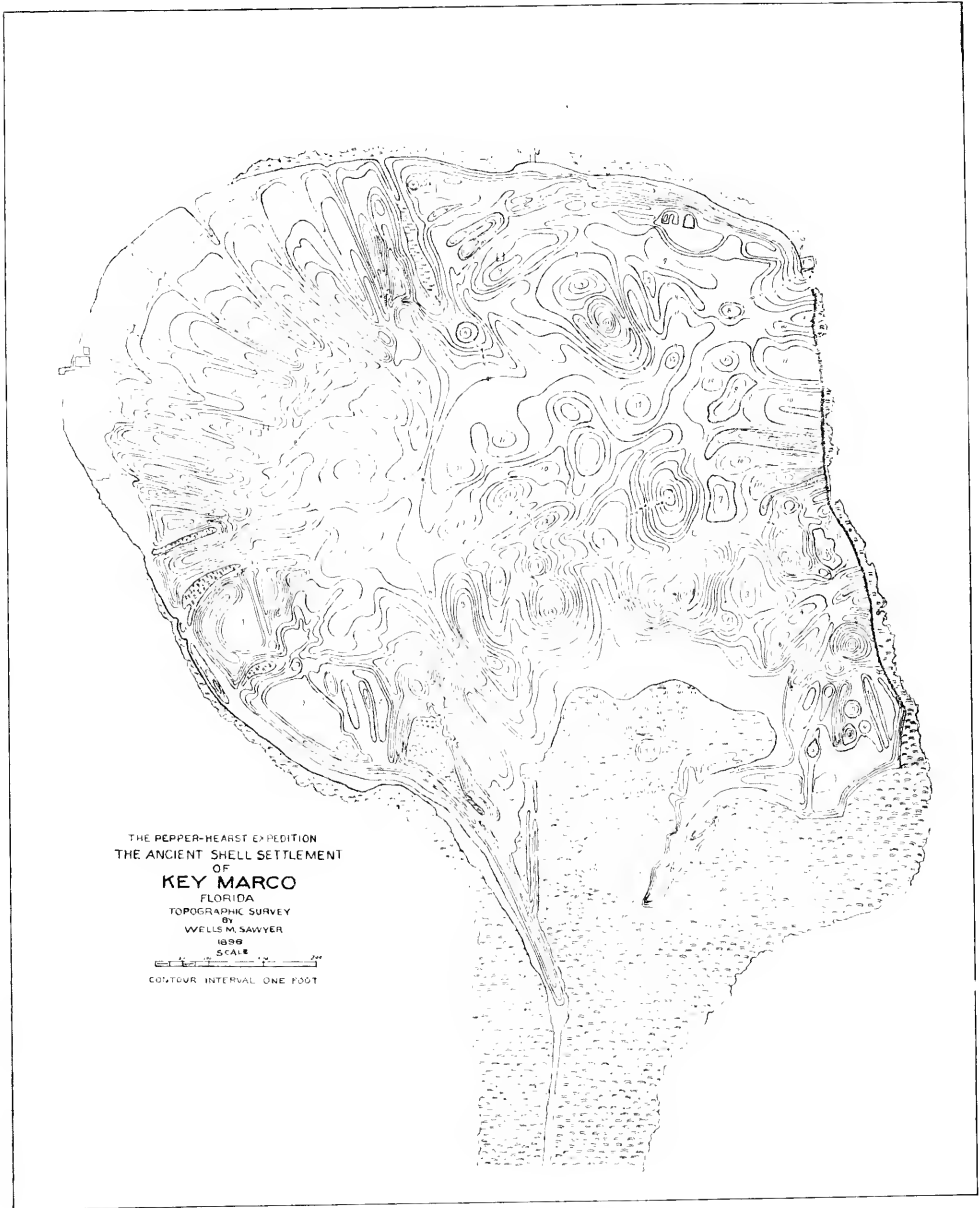 THE PEPPER-HEARST EXPEDITION
THE ANCIENT SHELL SETTLEMENT
OF
KEY MARCO
FLORIDA
TOPOGRAPHIC SURVEY
BY
WELLS M. SAWYER
1896
SCALE
CONTOUR INTERVAL ONE FOOT